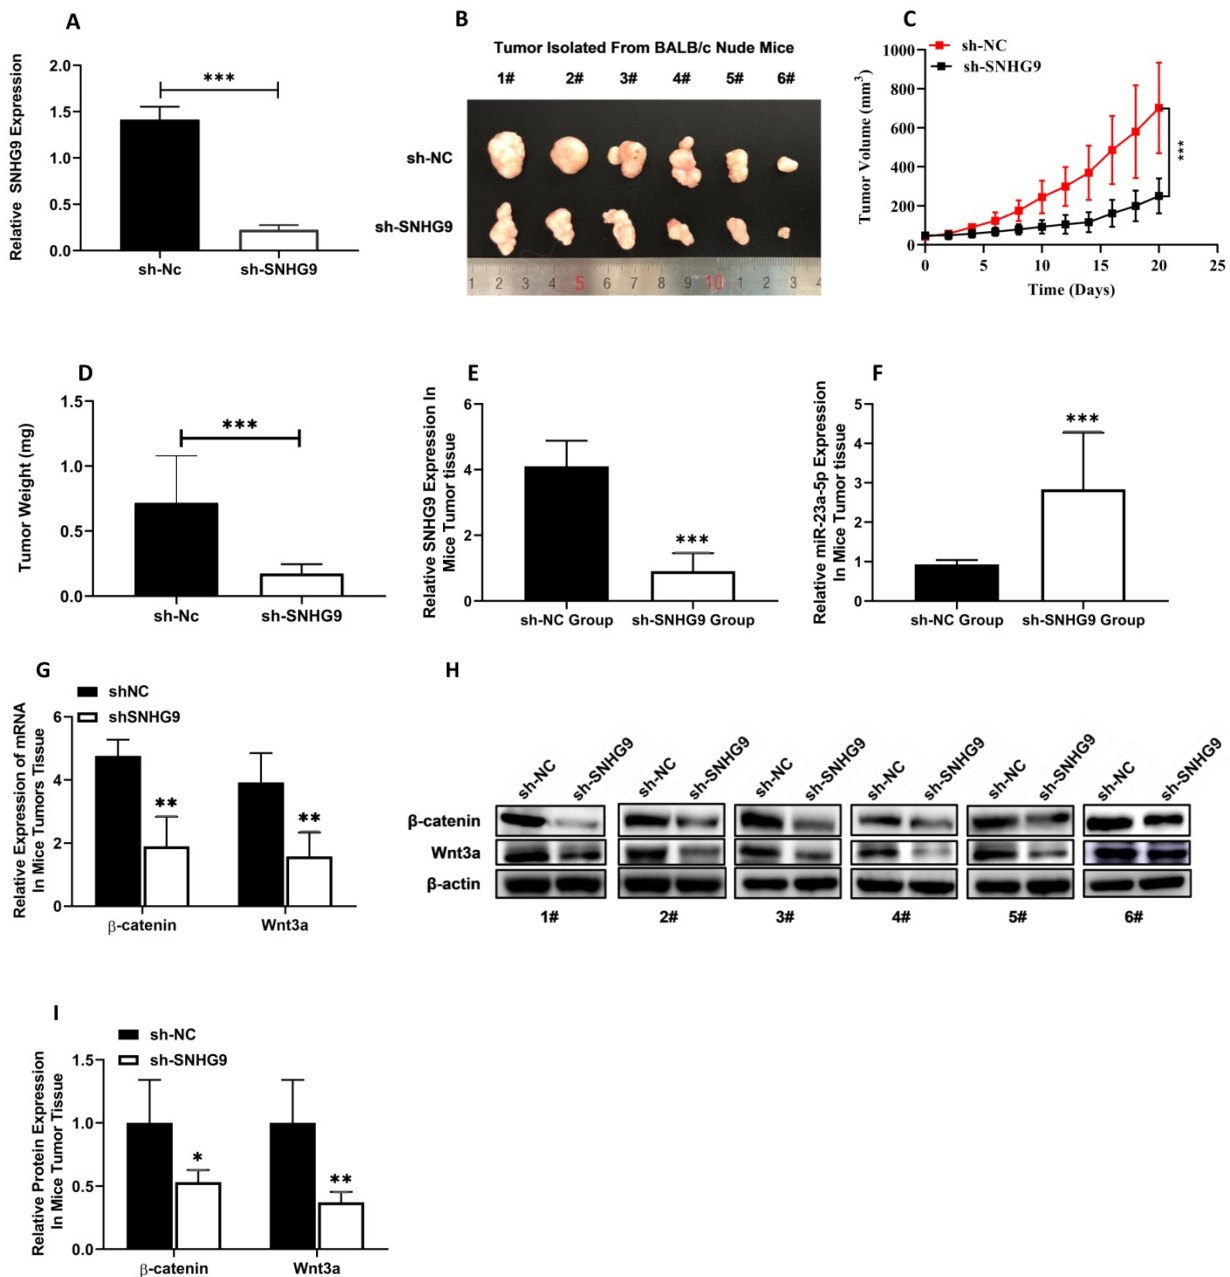 A
Relative SNHG9 Expression
2.0
1.5
1.0
0.5
0.0
***
sh-Nc
sh-SNHG9
B
Tumor Isolated From BALB/c Nude Mice
1# 2# 3# 4# 5# 6#
sh-NC
sh-SNHG9
1 2 3 4 5 6 7 8 9 10 1 2 3 4
C
sh-NC
sh-SNHG9
Tumor Volume (mm³)
1000
800
600
400
200
0
***
0 5 10 15 20 25
Time (Days)
D
Tumor Weight (mg)
1.5
1.0
0.5
0.0
***
sh-Nc
sh-SNHG9
E
Relative SNHG9 Expression In
Mice Tumor tissue
6
4
2
0
***
sh-NC Group
sh-SNHG9 Group
F
Relative miR-23a-5p Expression
In Mice Tumor tissue
5
4
3
2
1
0
***
sh-NC Group
sh-SNHG9 Group
G
shNC
shSNHG9
Relative Expression of mRNA
In Mice Tumors Tissue
6
4
2
0
**
**
β-catenin
Wnt3a
H
sh-NC sh-SNHG9 sh-NC sh-SNHG9 sh-NC sh-SNHG9 sh-NC sh-SNHG9 sh-NC sh-SNHG9 sh-NC sh-SNHG9
β-catenin
Wnt3a
β-actin
1# 2# 3# 4# 5# 6#
I
sh-NC
sh-SNHG9
Relative Protein Expression
In Mice Tumor Tissue
1.5
1.0
0.5
0.0
*
**
β-catenin
Wnt3a